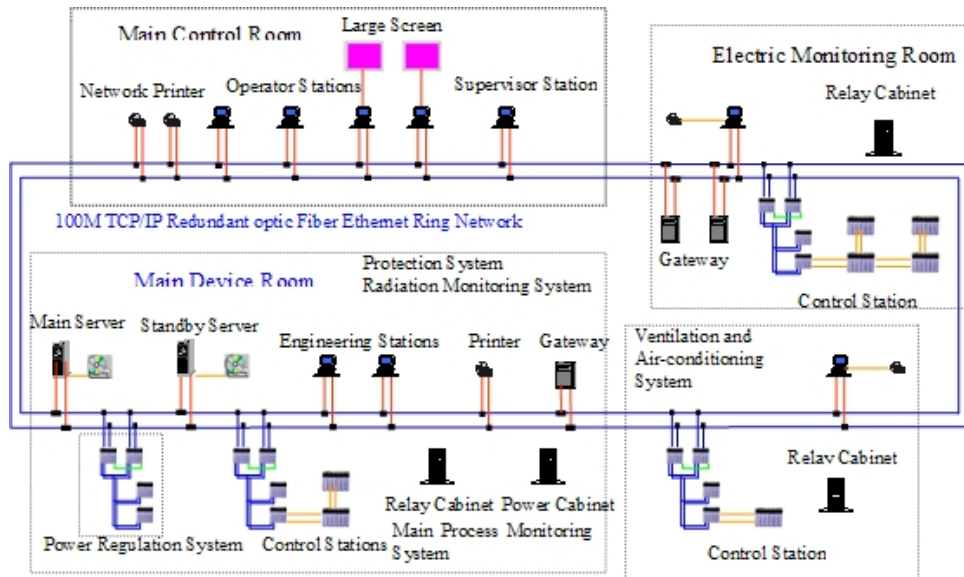 Main Control Room
Large Screen
Network Printer
Operator Stations
Supervisor Station
Electric Monitoring Room
Relay Cabinet
100M TCP/IP Redundant optic Fiber Ethernet Ring Network
Gateway
Control Station
Main Device Room
Protection System
Radiation Monitoring System
Main Server
Standby Server
Engineering Stations
Printer
Gateway
Ventilation and
Air-conditioning
System
Power Regulation System
Control Stations
Relay Cabinet
Power Cabinet
Main Process Monitoring
System
Relav Cabinet
Control Station